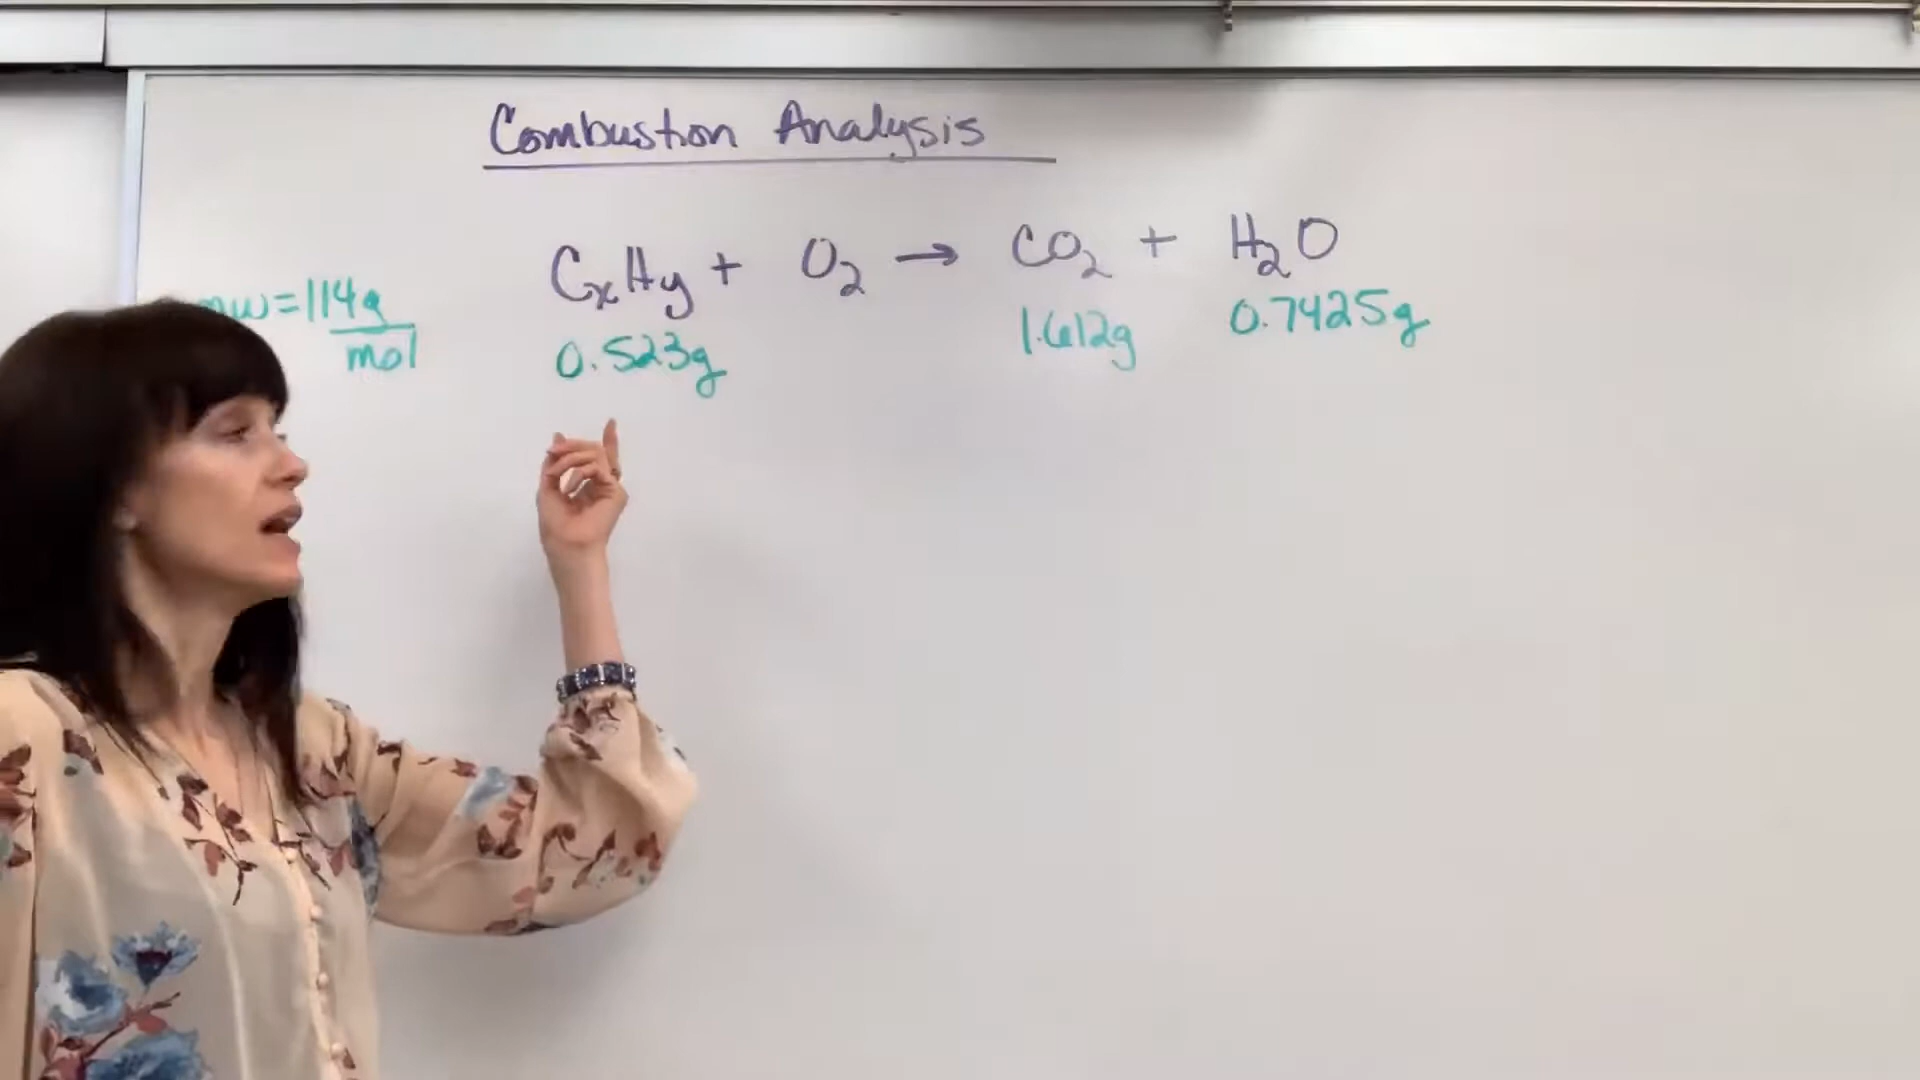 Combustion Analysis
CxHy + O2 → CO2 + H2O
mw=114g
mol
0.523g 1.612g 0.7425g